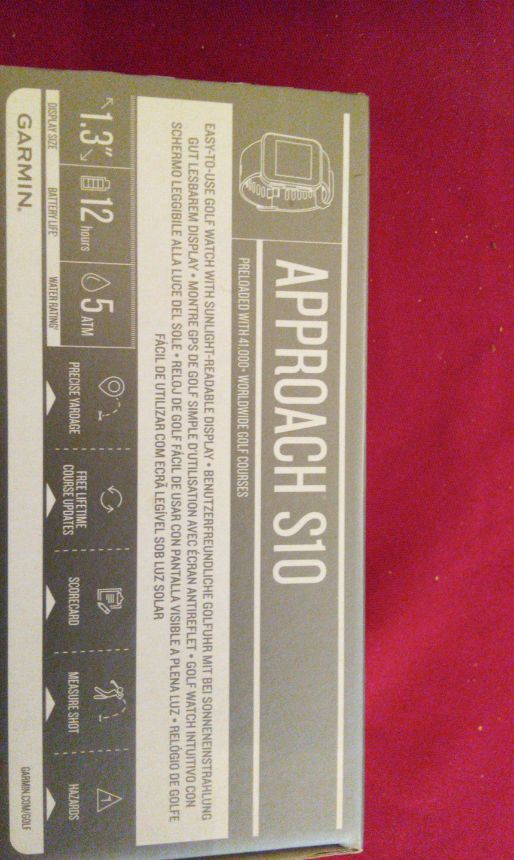 APPROACH® S10
PRELOADED WITH 41,000+ WORLDWIDE GOLF COURSES
EASY-TO-USE GOLF WATCH WITH SUNLIGHT-READABLE DISPLAY • BENUTZERFREUNDLICHE GOLFUHR MIT BEI SONNENEINSTRAHLUNG
GUT LESBAREM DISPLAY • MONTRE GPS DE GOLF SIMPLE D'UTILISATION AVEC ÉCRAN ANTIREFLET • GOLF WATCH INTUITIVO CON
SCHERMO LEGGIBILE ALLA LUCE DEL SOLE • RELOJ DE GOLF FÁCIL DE USAR CON PANTALLA VISIBLE A PLENA LUZ • RELÓGIO DE GOLFE
FÁCIL DE UTILIZAR COM ECRÃ LEGÍVEL SOB LUZ SOLAR
1.3"
DISPLAY SIZE
12 hours
BATTERY LIFE¹
5 ATM
WATER RATING²
PRECISE YARDAGE
FREE LIFETIME
COURSE UPDATES
SCORECARD
MEASURE SHOT
HAZARDS
GARMIN.
GARMIN.COM/GOLF